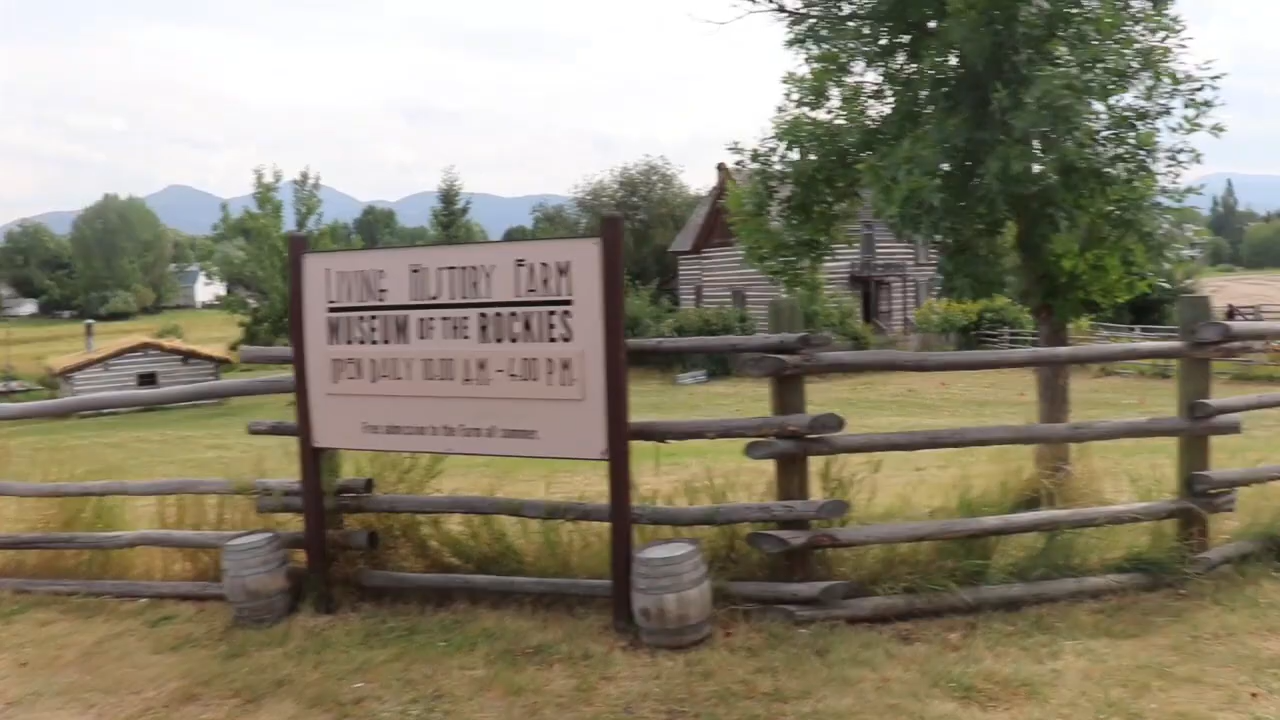 LIVING HISTORY FARM
MUSEUM OF THE ROCKIES
OPEN DAILY 10:00 A.M. - 4:00 P.M.
Free admission to the Farm all summer.